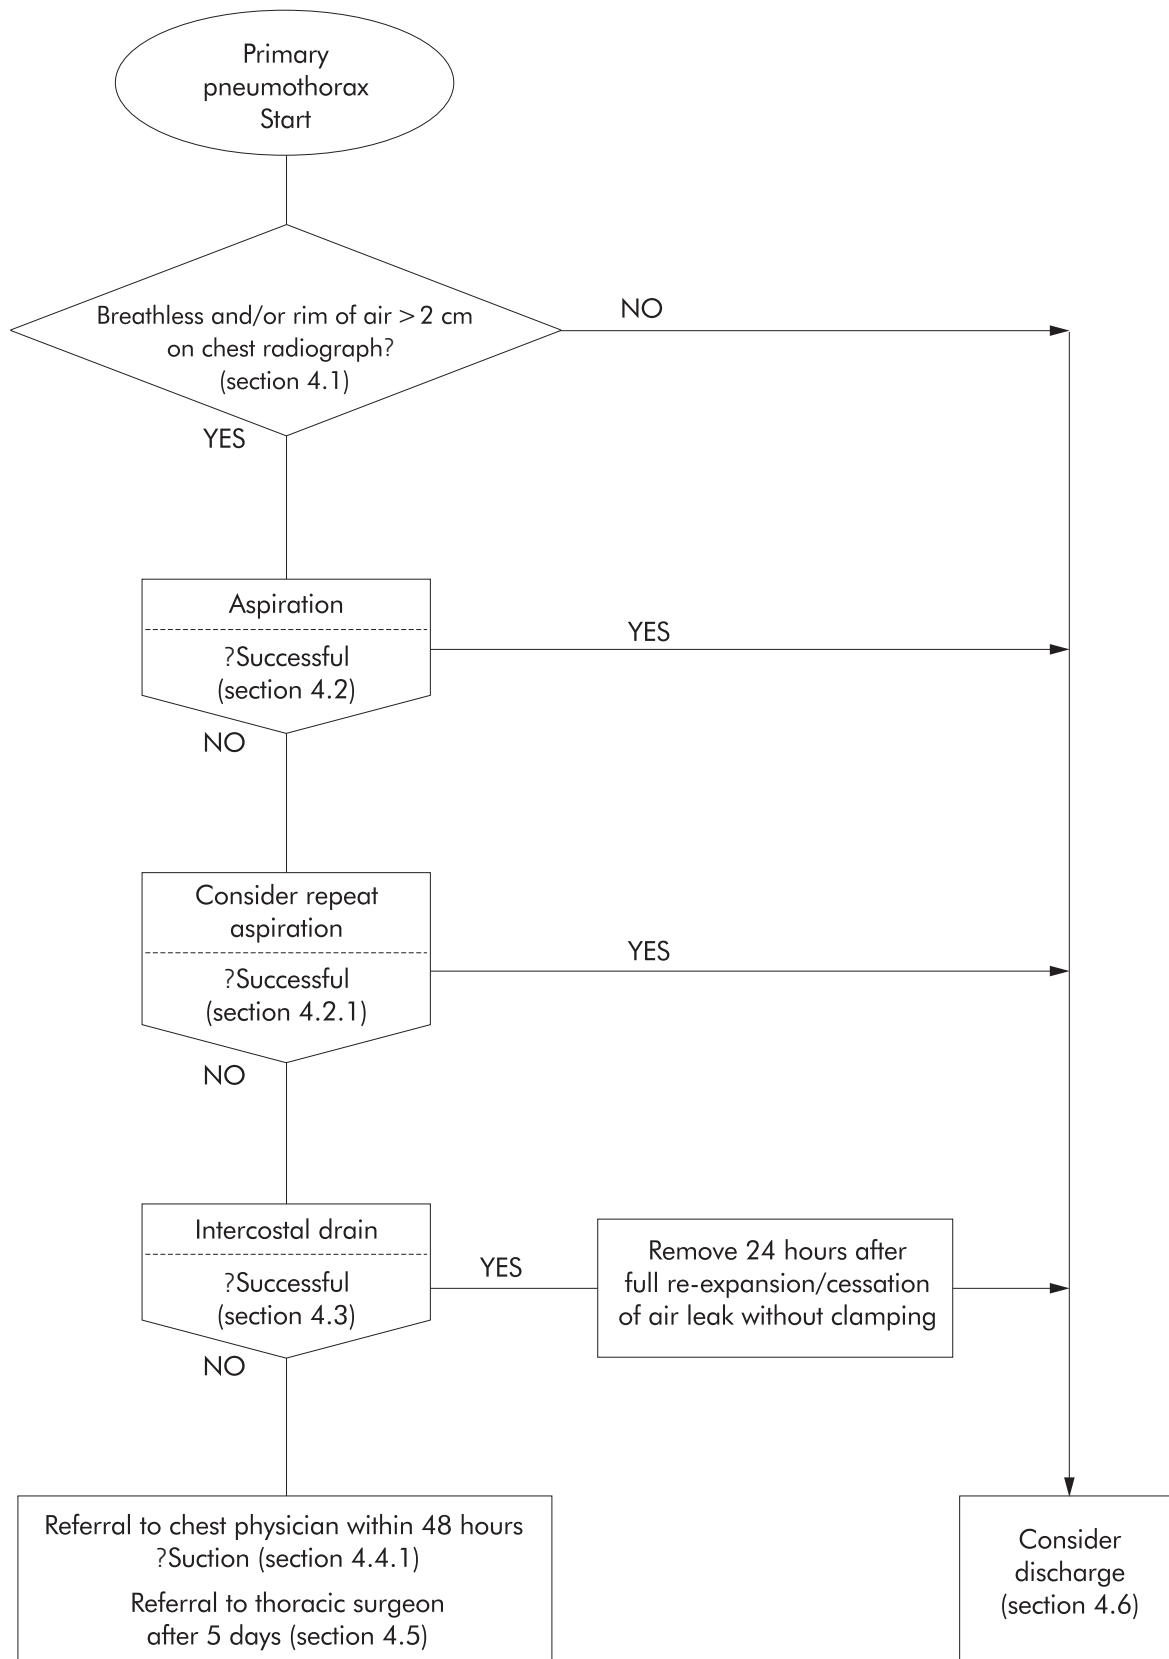 Primary
pneumothorax
Start
Breathless and/or rim of air > 2 cm
on chest radiograph?
(section 4.1)
NO
YES
Aspiration
?Successful
(section 4.2)
YES
NO
Consider repeat
aspiration
?Successful
(section 4.2.1)
YES
NO
Intercostal drain
?Successful
(section 4.3)
YES
Remove 24 hours after
full re-expansion/cessation
of air leak without clamping
NO
Referral to chest physician within 48 hours
?Suction (section 4.4.1)
Referral to thoracic surgeon
after 5 days (section 4.5)
Consider
discharge
(section 4.6)